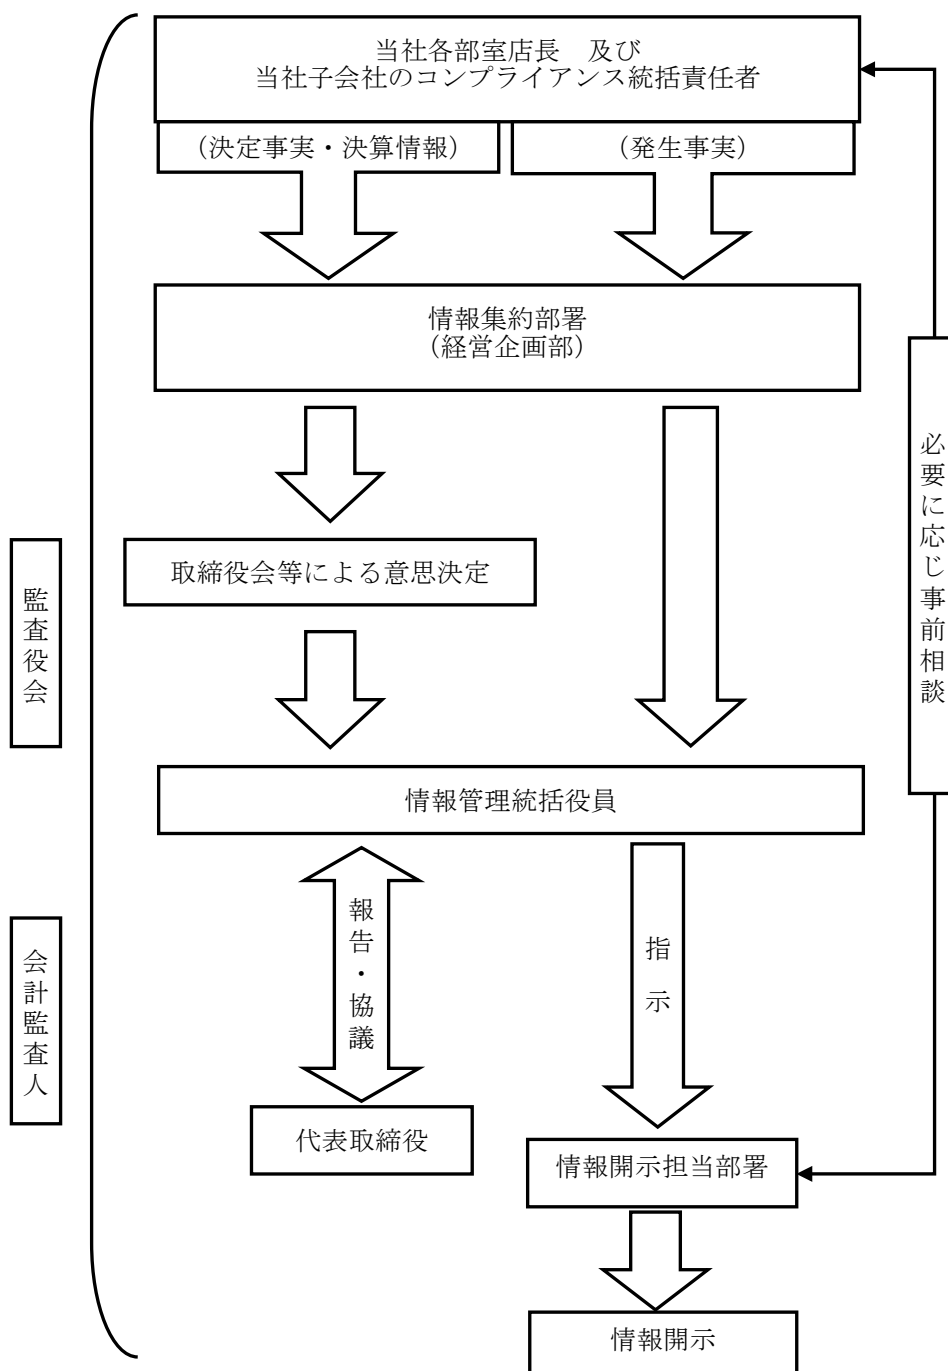 当社各部室店長　及び
当社子会社のコンプライアンス統括責任者
（決定事実・決算情報）
（発生事実）
情報集約部署
（経営企画部）
必要に応じ事前相談
取締役会等による意思決定
監査役会
情報管理統括役員
報告・協議
指示
会計監査人
代表取締役
情報開示担当部署
情報開示